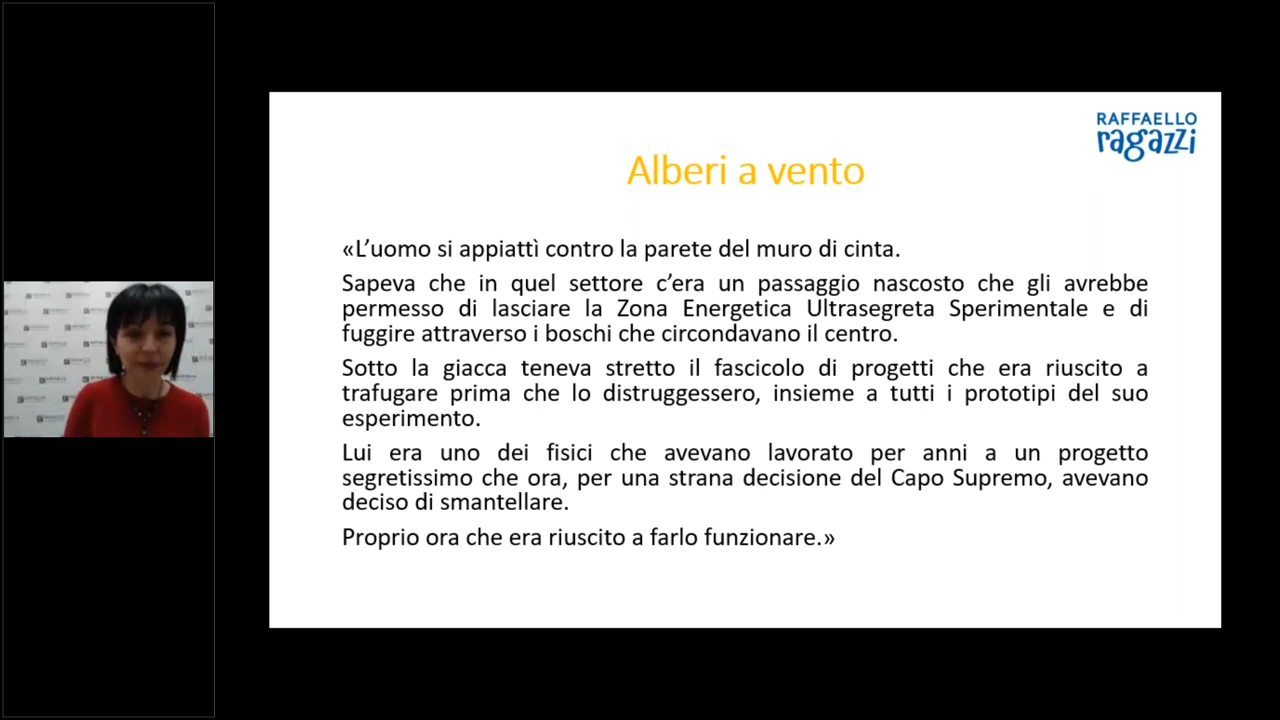 RAFFAELLO
ragazzi
Alberi a vento
«L’uomo si appiattì contro la parete del muro di cinta.
Sapeva che in quel settore c’era un passaggio nascosto che gli avrebbe
permesso di lasciare la Zona Energetica Ultrasegreta Sperimentale e di
fuggire attraverso i boschi che circondavano il centro.
Sotto la giacca teneva stretto il fascicolo di progetti che era riuscito a
trafugare prima che lo distruggessero, insieme a tutti i prototipi del suo
esperimento.
Lui era uno dei fisici che avevano lavorato per anni a un progetto
segretissimo che ora, per una strana decisione del Capo Supremo, avevano
deciso di smantellare.
Proprio ora che era riuscito a farlo funzionare.»